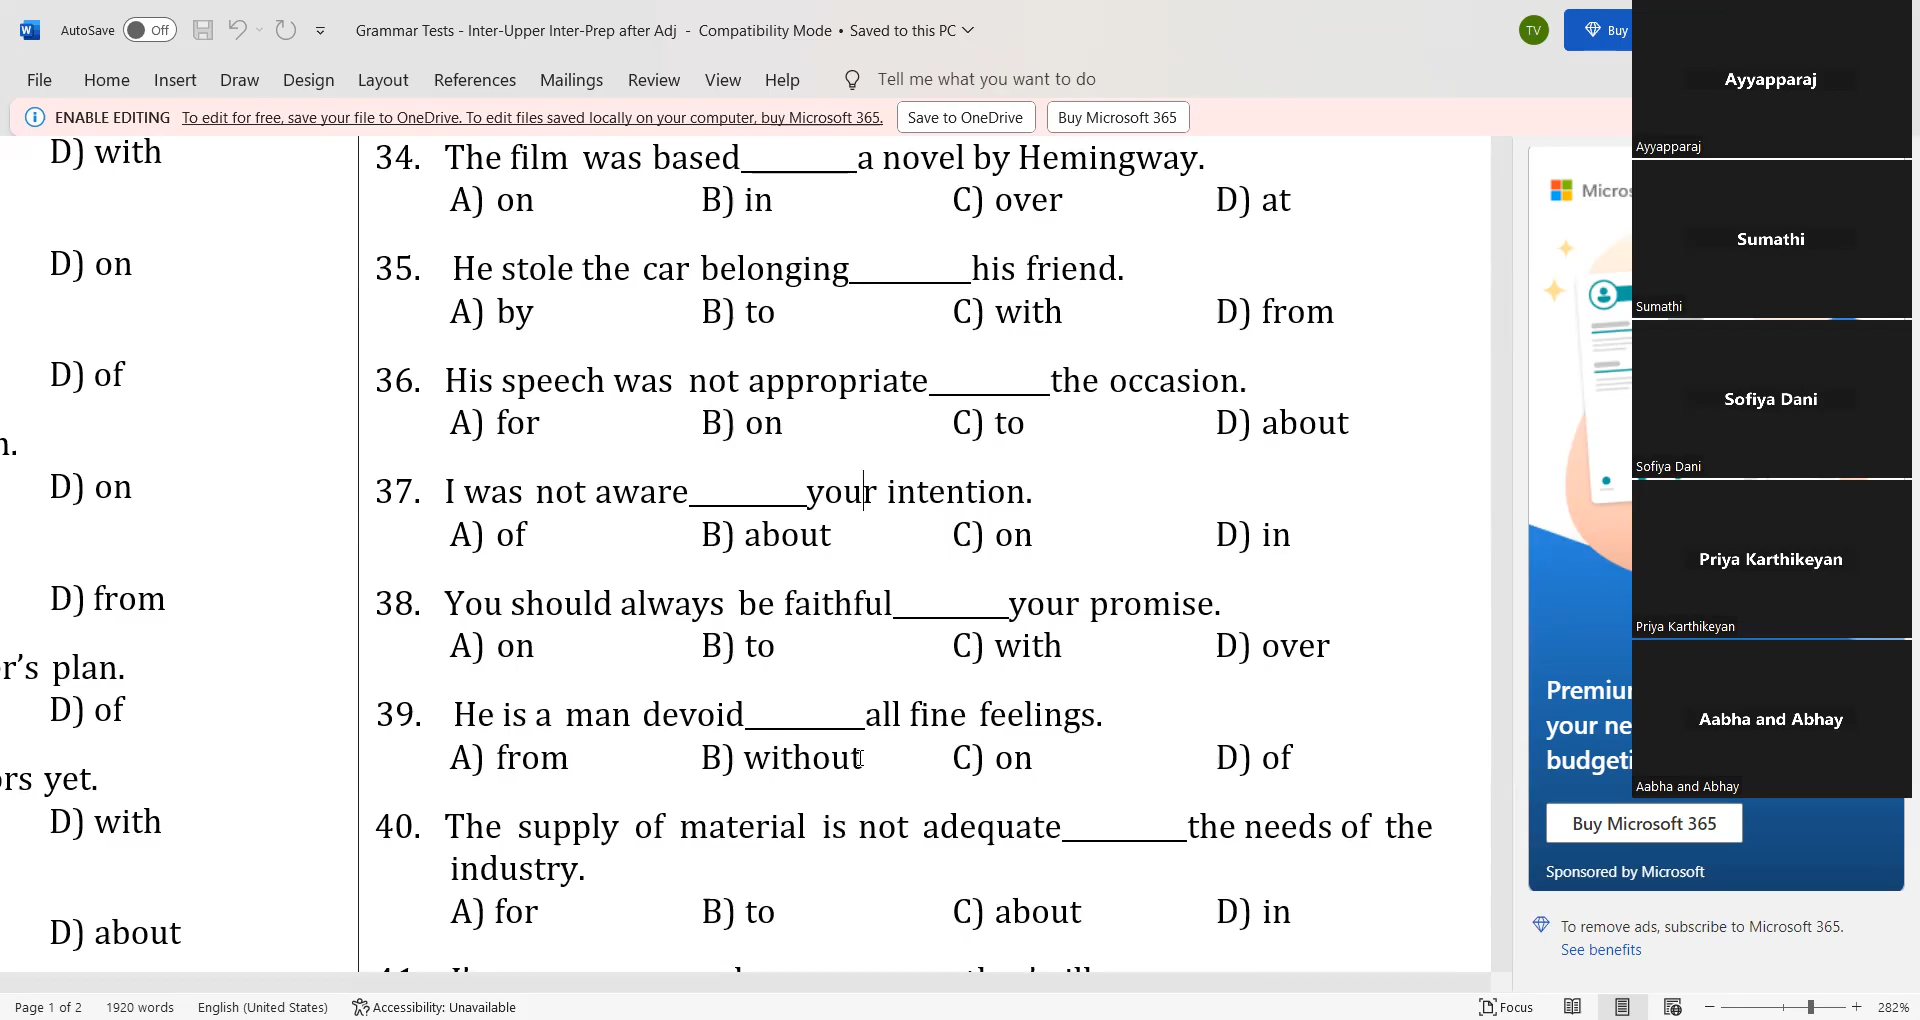 AutoSave Off
Grammar Tests - Inter-Upper Inter-Prep after Adj - Compatibility Mode • Saved to this PC
TV
Buy
File Home Insert Draw Design Layout References Mailings Review View Help Tell me what you want to do
ENABLE EDITING To edit for free, save your file to OneDrive. To edit files saved locally on your computer, buy Microsoft 365. Save to OneDrive Buy Microsoft 365
D) with
D) on
D) of
n.
D) on
D) from
r’s plan.
D) of
ors yet.
D) with
D) about
34. The film was based_______a novel by Hemingway.
A) on B) in C) over D) at
35. He stole the car belonging_______his friend.
A) by B) to C) with D) from
36. His speech was not appropriate_______the occasion.
A) for B) on C) to D) about
37. I was not aware_______your intention.
A) of B) about C) on D) in
38. You should always be faithful_______your promise.
A) on B) to C) with D) over
39. He is a man devoid_______all fine feelings.
A) from B) without C) on D) of
40. The supply of material is not adequate_______the needs of the
industry.
A) for B) to C) about D) in
Micros
Premiu
your ne
budgeti
Buy Microsoft 365
Sponsored by Microsoft
To remove ads, subscribe to Microsoft 365.
See benefits
Ayyapparaj
Ayyapparaj
Sumathi
Sumathi
Sofiya Dani
Sofiya Dani
Priya Karthikeyan
Priya Karthikeyan
Aabha and Abhay
Aabha and Abhay
Page 1 of 2 1920 words English (United States) Accessibility: Unavailable Focus 282%